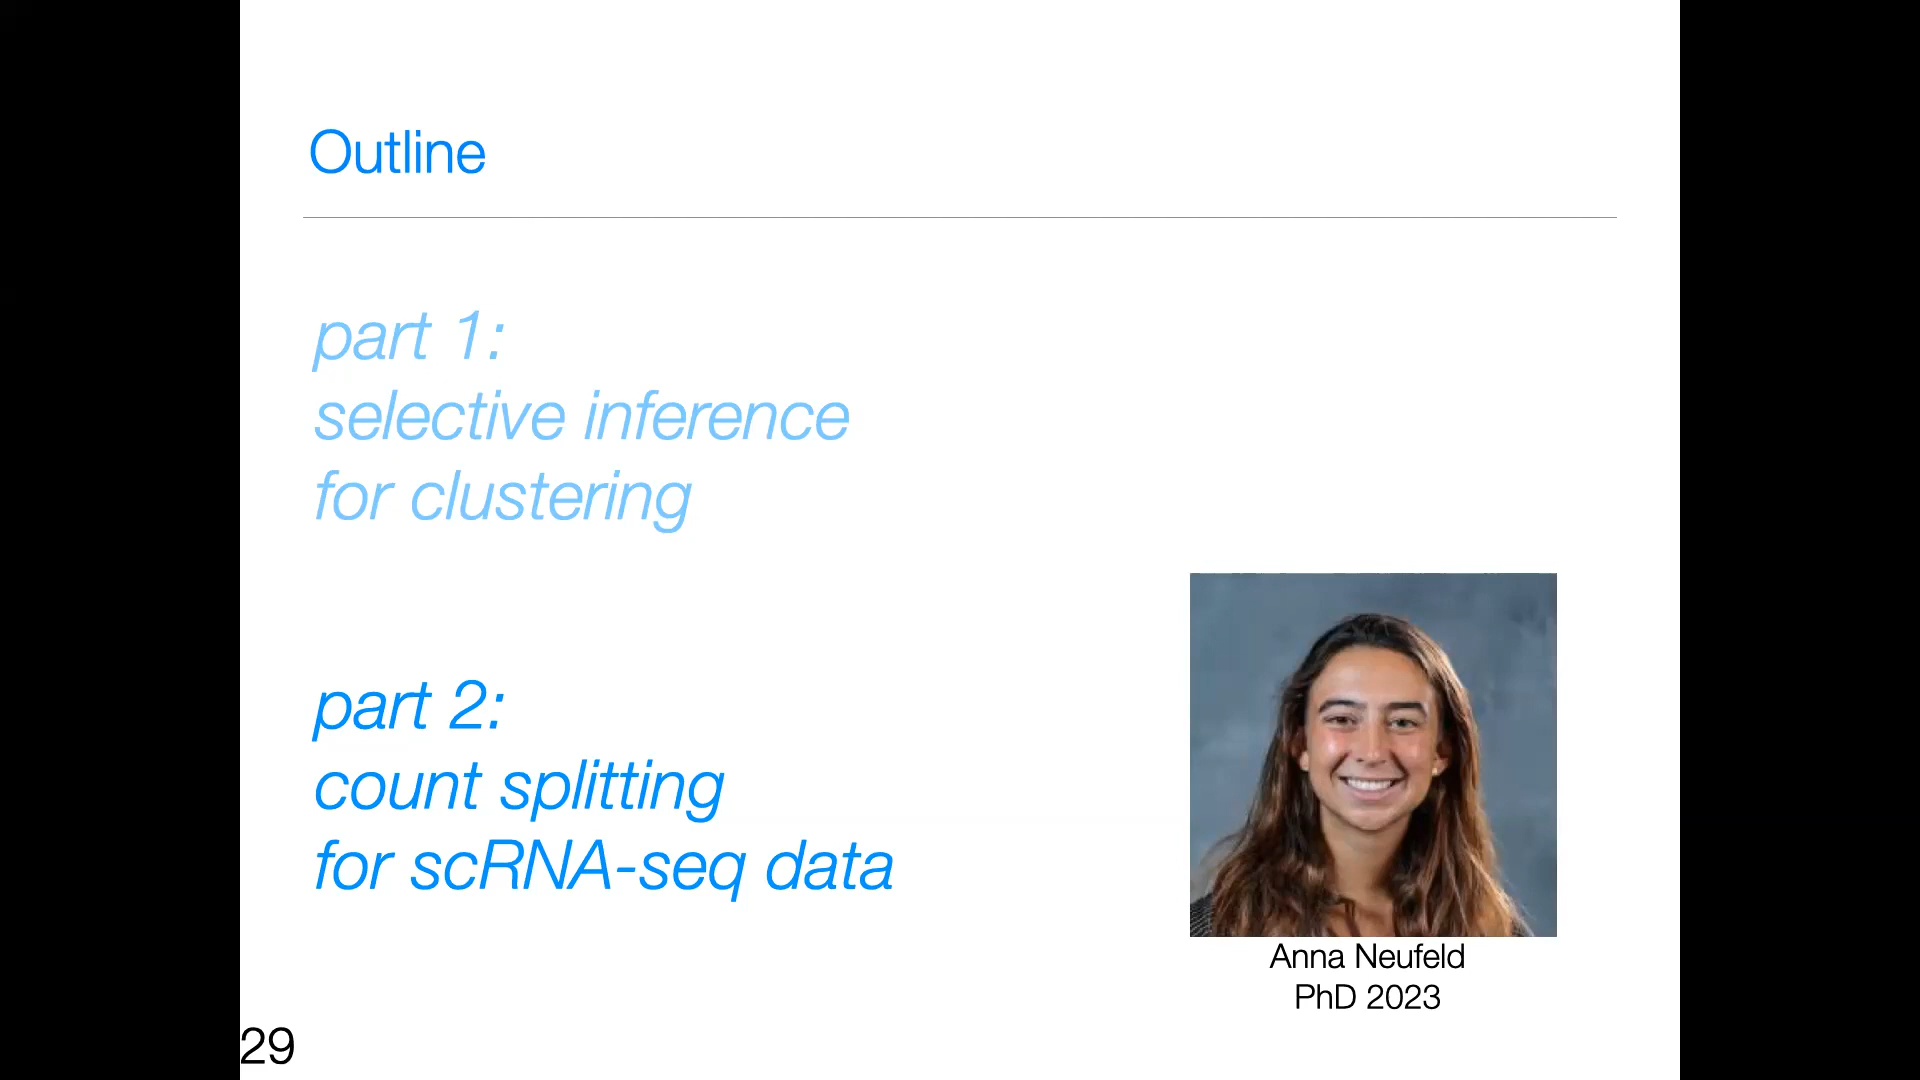 Outline
part 1:
selective inference
for clustering
part 2:
count splitting
for scRNA-seq data
Anna Neufeld
PhD 2023
29